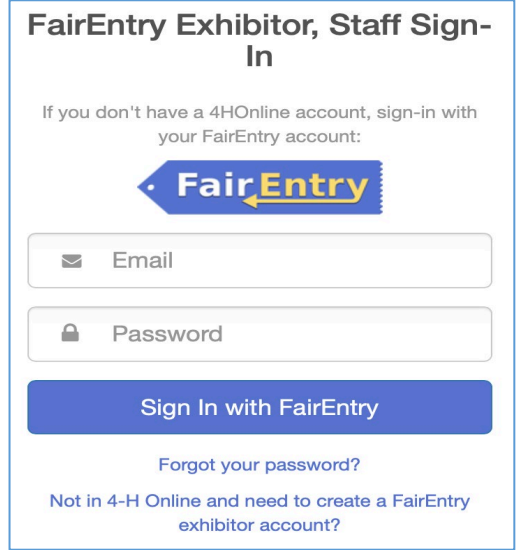 FairEntry Exhibitor, Staff Sign-
In
If you don't have a 4HOnline account, sign-in with
your FairEntry account:
FairEntry
Email
Password
Sign In with FairEntry
Forgot your password?
Not in 4-H Online and need to create a FairEntry
exhibitor account?